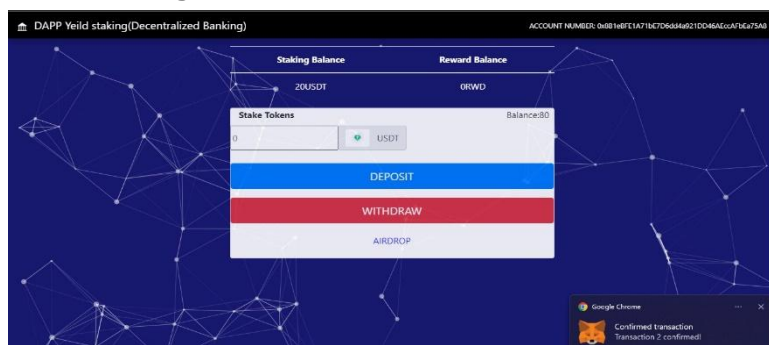 DAPP Yeild staking(Decentralized Banking)
ACCOUNT NUMBER:
Staking Balance Reward Balance
20USDT 0RWD
Stake Tokens Balance:80
0 USDT
DEPOSIT
WITHDRAW
AIRDROP
Google Chrome
Confirmed transaction
Transaction 2 confirmed!